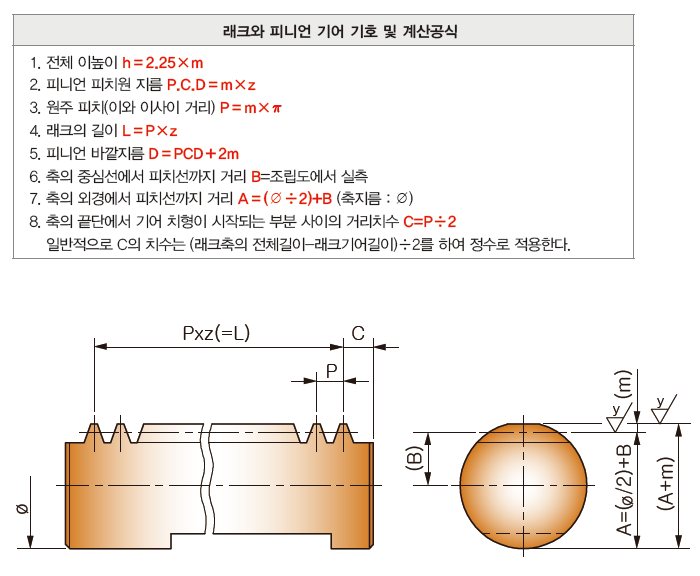 래크와 피니언 기어 기호 및 계산공식
1. 전체 이높이 h=2.25×m
2. 피니언 피치원 지름 P.C.D=m×z
3. 원주 피치(이와 이사이 거리) P=m×π
4. 래크의 길이 L=P×z
5. 피니언 바깥지름 D=PCD+2m
6. 축의 중심선에서 피치선까지 거리 B=조립도에서 실측
7. 축의 외경에서 피치선까지 거리 A=(∅÷2)+B (축지름 : ∅)
8. 축의 끝단에서 기어 치형이 시작되는 부분 사이의 거리치수 C=P÷2
일반적으로 C의 치수는 (래크축의 전체길이-래크기어길이)÷2를 하여 정수로 적용한다.
Pxz(=L)
C
P
ø
(B)
y
(m)
y
A=(ø/2)+B
(A+m)